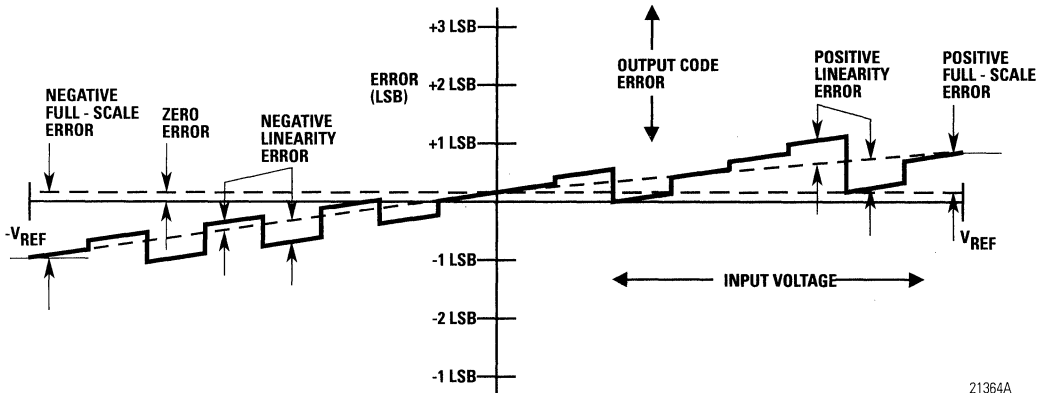 +3 LSB
ERROR
(LSB)
+2 LSB
OUTPUT CODE
ERROR
POSITIVE
LINEARITY
ERROR
POSITIVE
FULL - SCALE
ERROR
NEGATIVE
FULL - SCALE
ERROR
ZERO
ERROR
NEGATIVE
LINEARITY
ERROR
+1 LSB
-VREF
VREF
-1 LSB
INPUT VOLTAGE
-2 LSB
-1 LSB
21364A